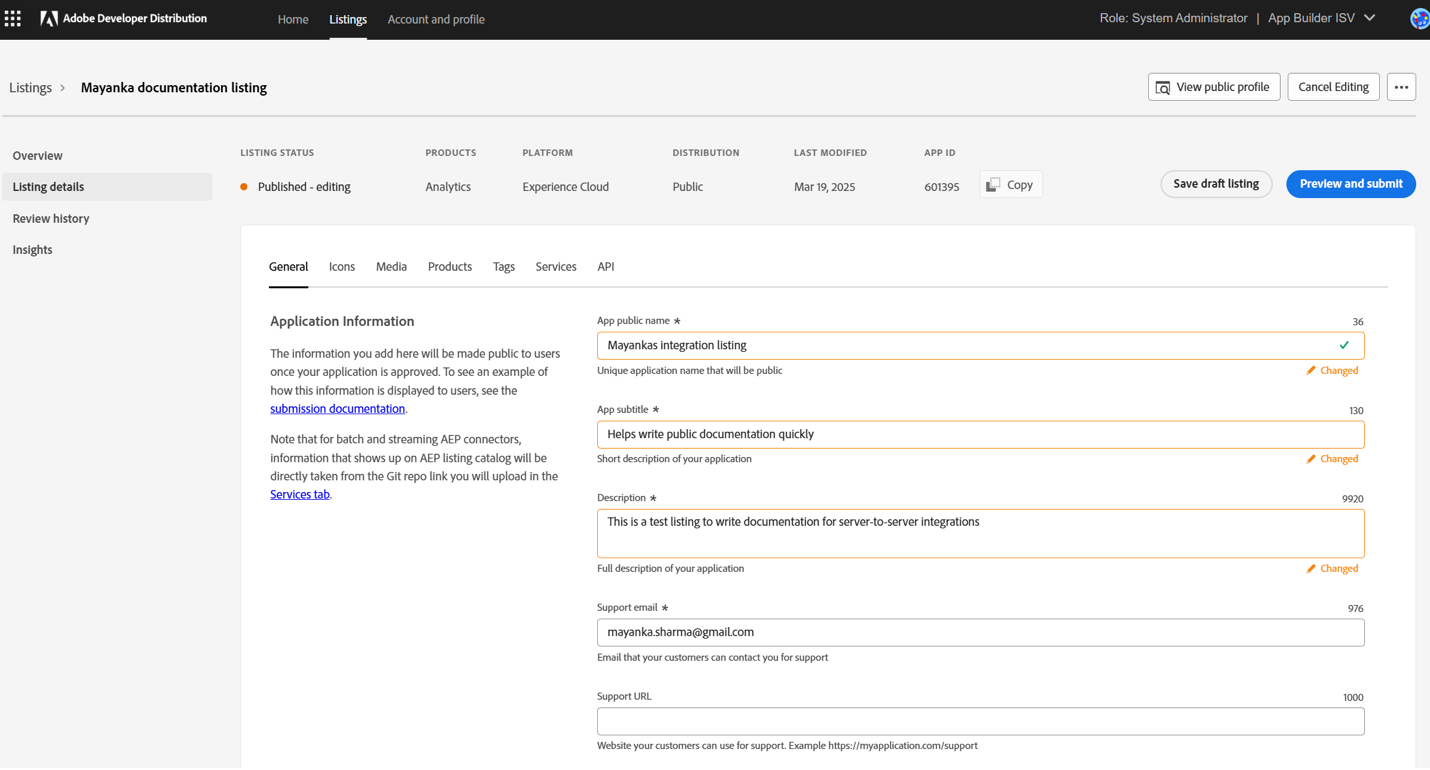 Adobe Developer Distribution
Home
Listings
Account and profile
Role: System Administrator | App Builder ISV
Listings
Mayanka documentation listing
View public profile
Cancel Editing
Overview
Listing details
Review history
Insights
LISTING STATUS
PRODUCTS
PLATFORM
DISTRIBUTION
LAST MODIFIED
APP ID
Published - editing
Analytics
Experience Cloud
Public
Mar 19, 2025
601395
Copy
Save draft listing
Preview and submit
General
Icons
Media
Products
Tags
Services
API
Application Information
The information you add here will be made public to users
once your application is approved. To see an example of
how this information is displayed to users, see the
submission documentation.
Note that for batch and streaming AEP connectors,
information that shows up on AEP listing catalog will be
directly taken from the Git repo link you will upload in the
Services tab.
App public name *
36
Mayankas integration listing
Unique application name that will be public
Changed
App subtitle *
130
Helps write public documentation quickly
Short description of your application
Changed
Description *
9920
This is a test listing to write documentation for server-to-server integrations
Full description of your application
Changed
Support email *
976
mayanka.sharma@gmail.com
Email that your customers can contact you for support
Support URL
1000
Website your customers can use for support. Example https://myapplication.com/support